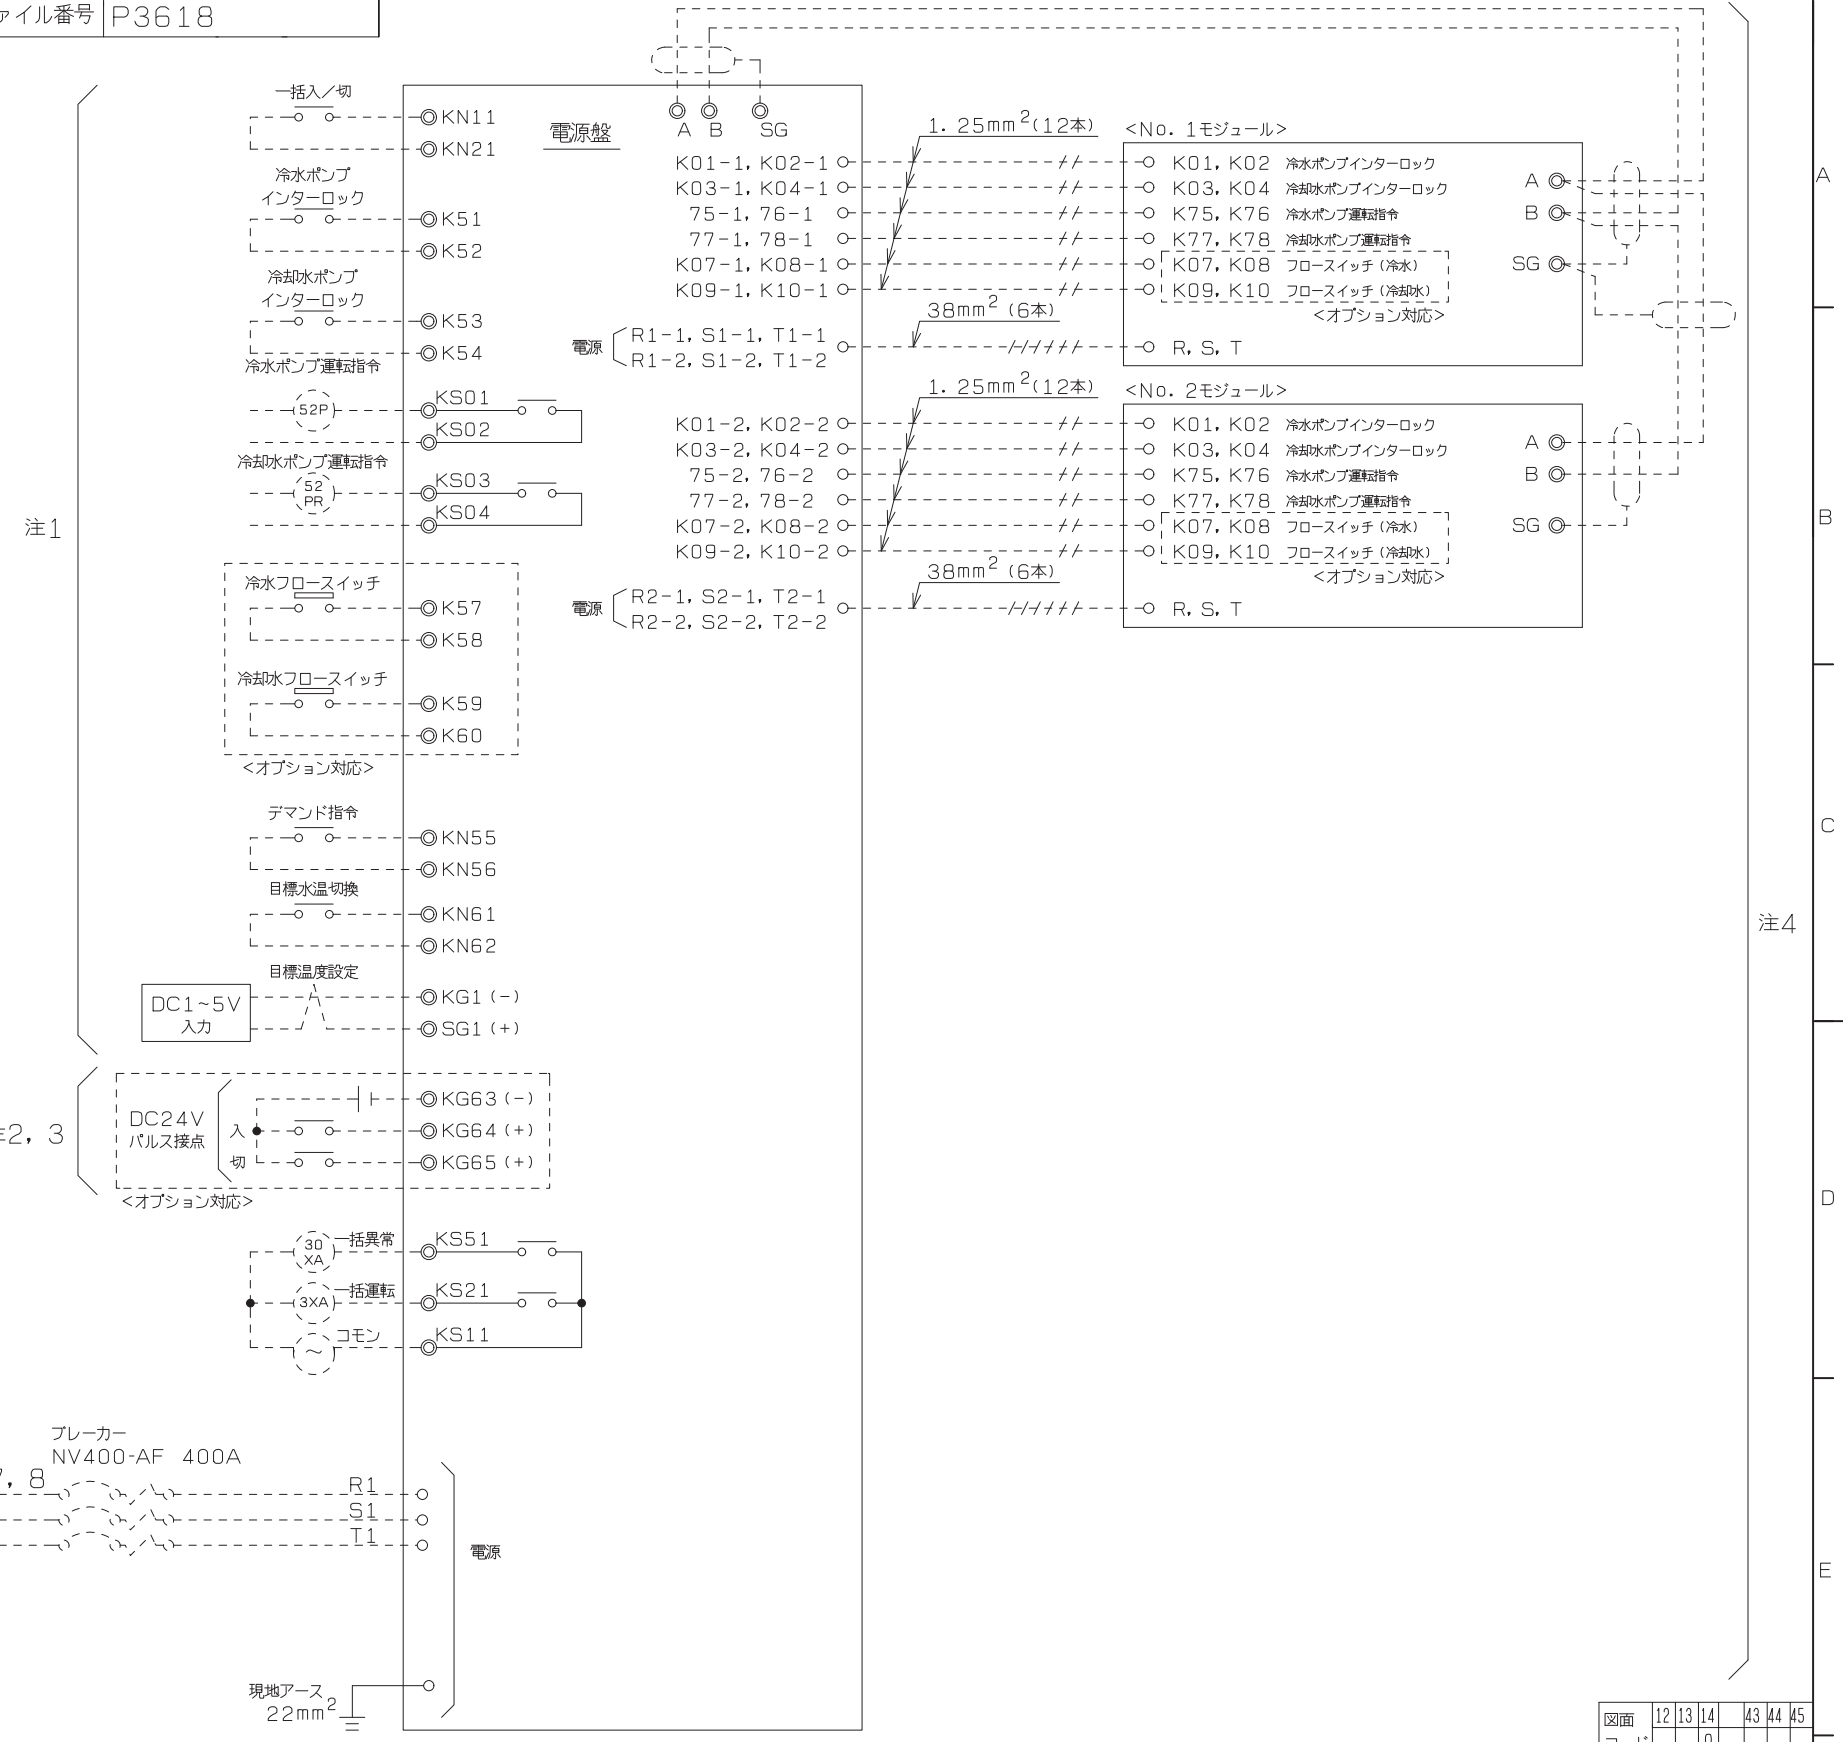 ァイル番号 P3618
一括入／切
KN11
KN21
冷水ポンプ
インターロック
K51
K52
冷却水ポンプ
インターロック
K53
K54
冷水ポンプ運転指令
52P
KS01
KS02
冷却水ポンプ運転指令
52
PR
KS03
KS04
注1
冷水フロースイッチ
K57
K58
冷却水フロースイッチ
K59
K60
<オプション対応>
デマンド指令
KN55
KN56
目標水温切換
KN61
KN62
目標温度設定
DC1~5V
入力
KG1(-)
SG1(+)
2, 3
DC24V
パルス接点
入
切
KG63(-)
KG64(+)
KG65(+)
<オプション対応>
30
XA
一括異常
KS51
3XA
一括運転
KS21
～
コモン
KS11
ブレーカー
NV400-AF 400A
, 8
R1
S1
T1
電源
現地アース
22mm2
電源盤
A B SG
K01-1, K02-1
K03-1, K04-1
75-1, 76-1
77-1, 78-1
K07-1, K08-1
K09-1, K10-1
電源
R1-1, S1-1, T1-1
R1-2, S1-2, T1-2
1.25mm2(12本)
38mm2(6本)
<No. 1モジュール>
K01, K02 冷水ポンプインターロック
K03, K04 冷却水ポンプインターロック
K75, K76 冷水ポンプ運転指令
K77, K78 冷却水ポンプ運転指令
K07, K08 フロースイッチ(冷水)
K09, K10 フロースイッチ(冷却水)
<オプション対応>
R, S, T
A
B
SG
K01-2, K02-2
K03-2, K04-2
75-2, 76-2
77-2, 78-2
K07-2, K08-2
K09-2, K10-2
電源
R2-1, S2-1, T2-1
R2-2, S2-2, T2-2
1.25mm2(12本)
38mm2(6本)
<No. 2モジュール>
K01, K02 冷水ポンプインターロック
K03, K04 冷却水ポンプインターロック
K75, K76 冷水ポンプ運転指令
K77, K78 冷却水ポンプ運転指令
K07, K08 フロースイッチ(冷水)
K09, K10 フロースイッチ(冷却水)
<オプション対応>
R, S, T
A
B
SG
注4
A
B
C
D
E
図面 12 13 14 43 44 45